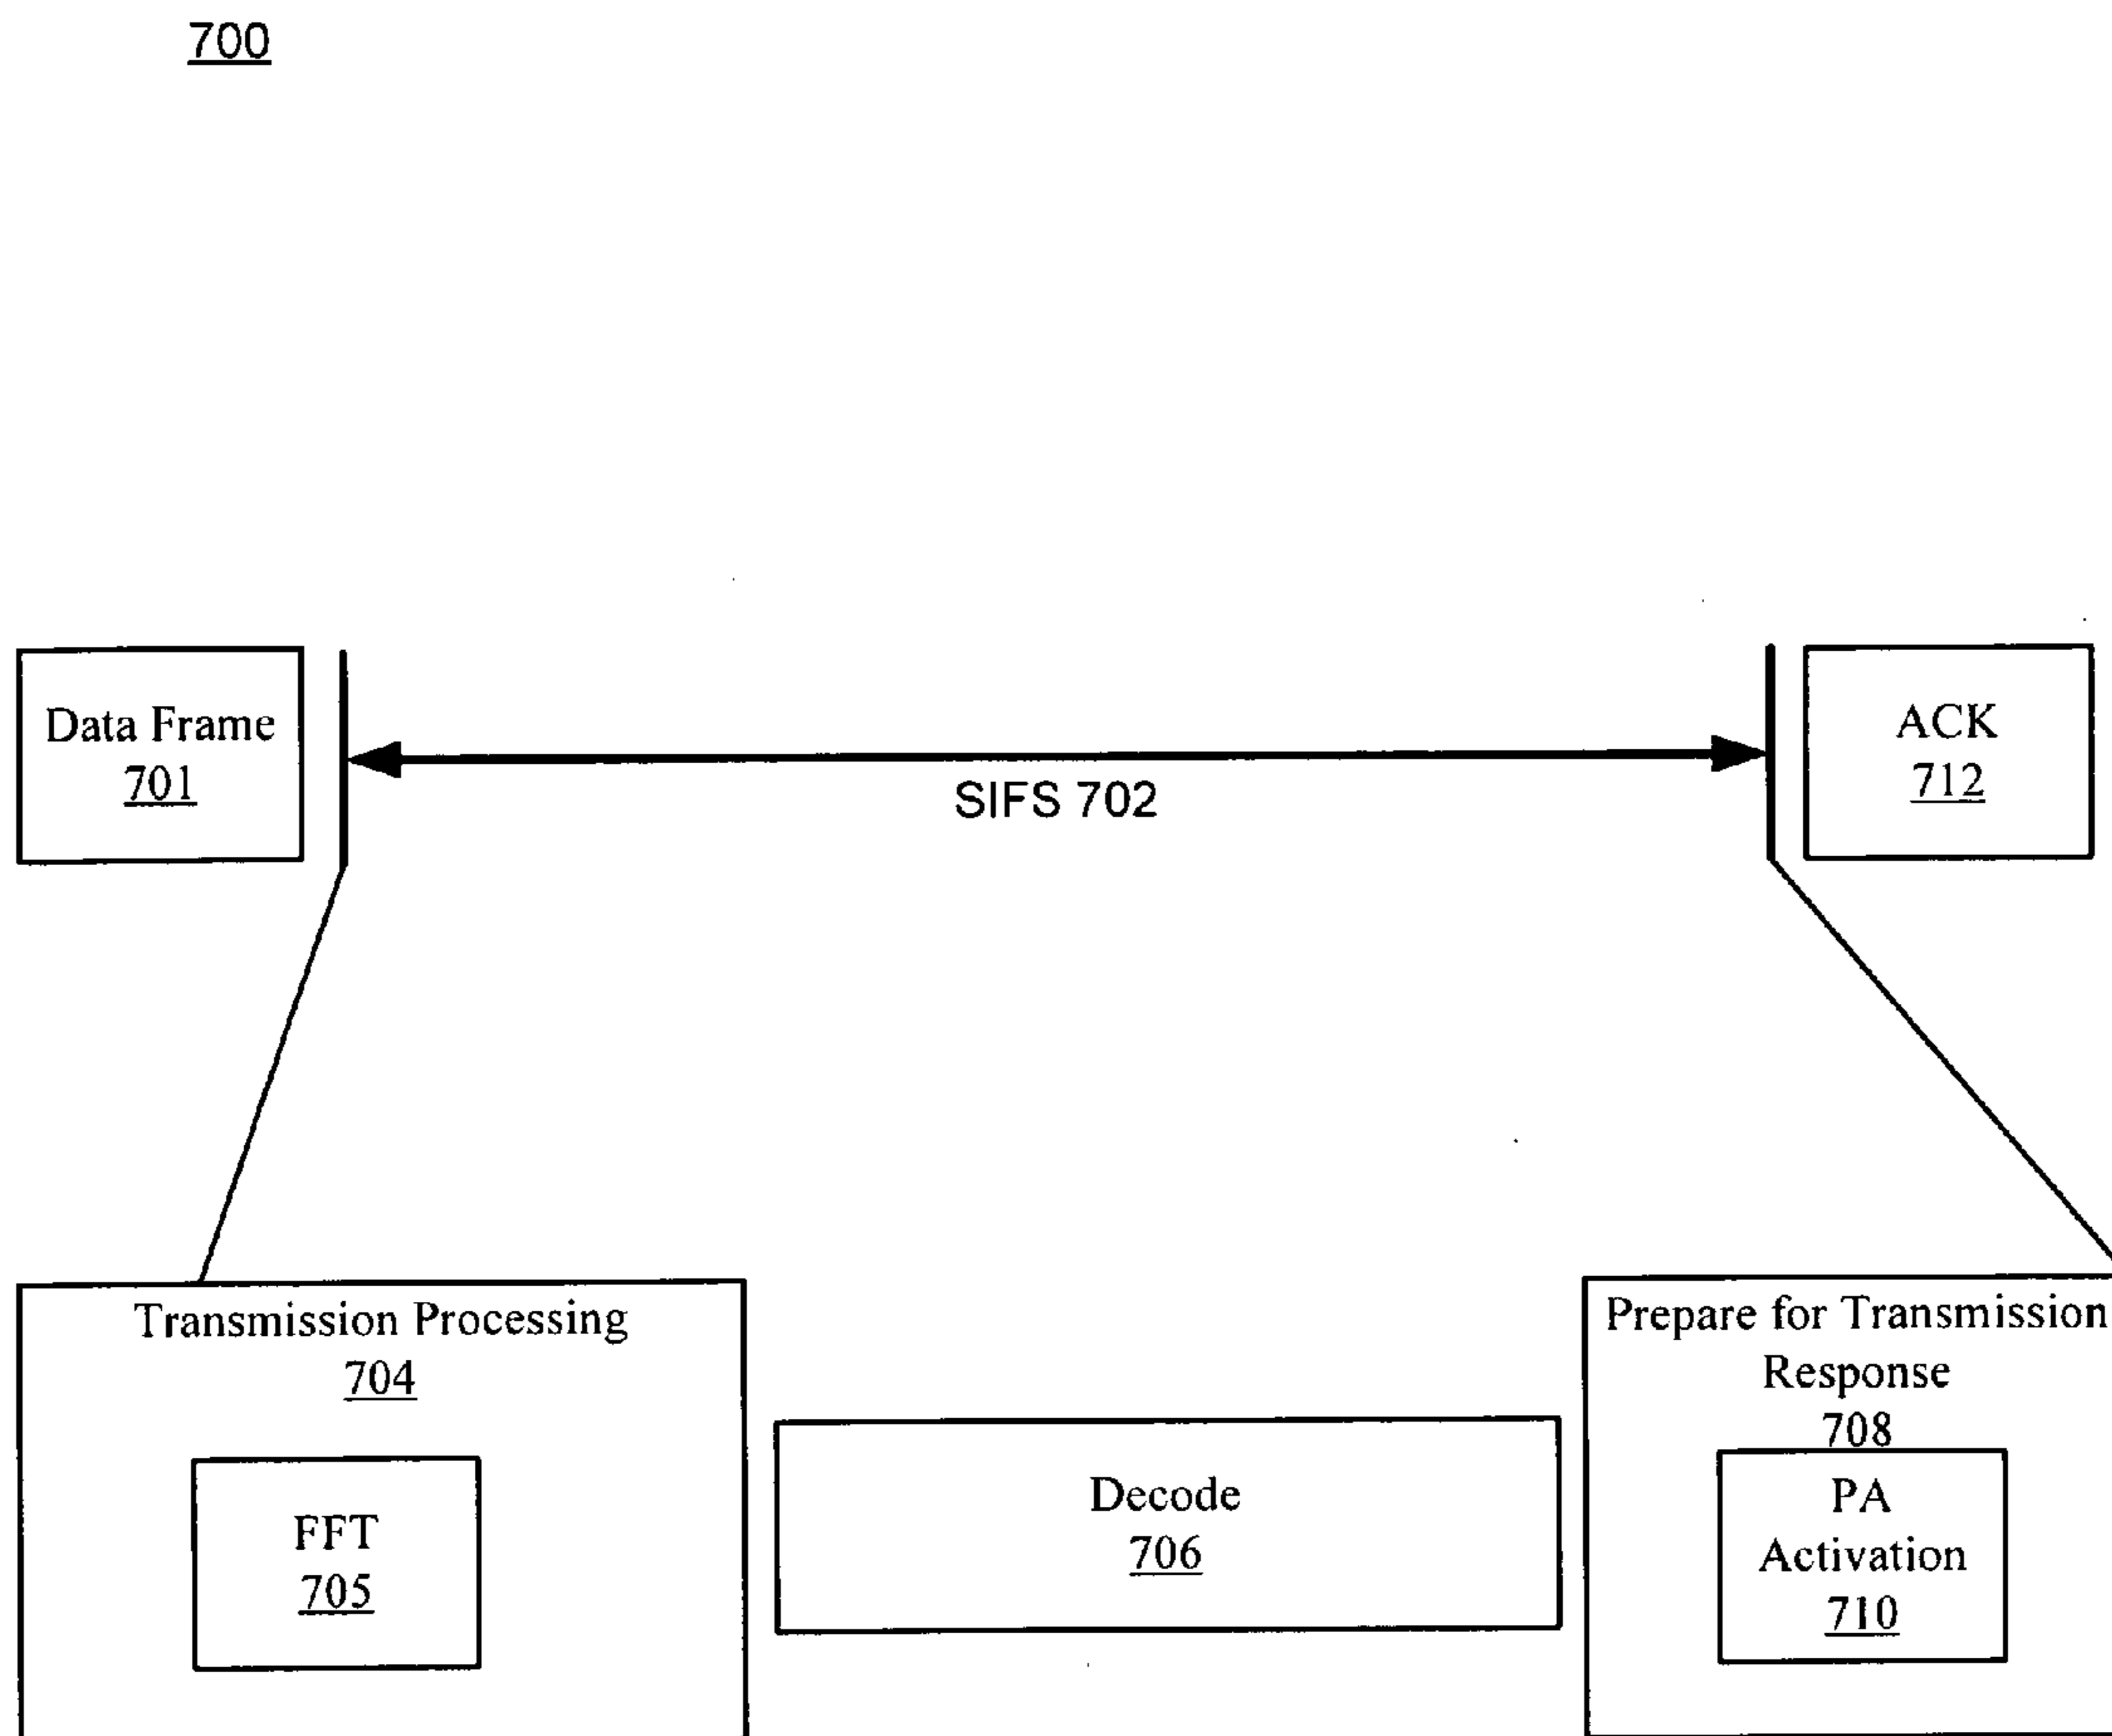 700
Data Frame
701
SIFS 702
ACK
712
Transmission Processing
704
FFT
705
Decode
706
Prepare for Transmission
Response
708
PA
Activation
710